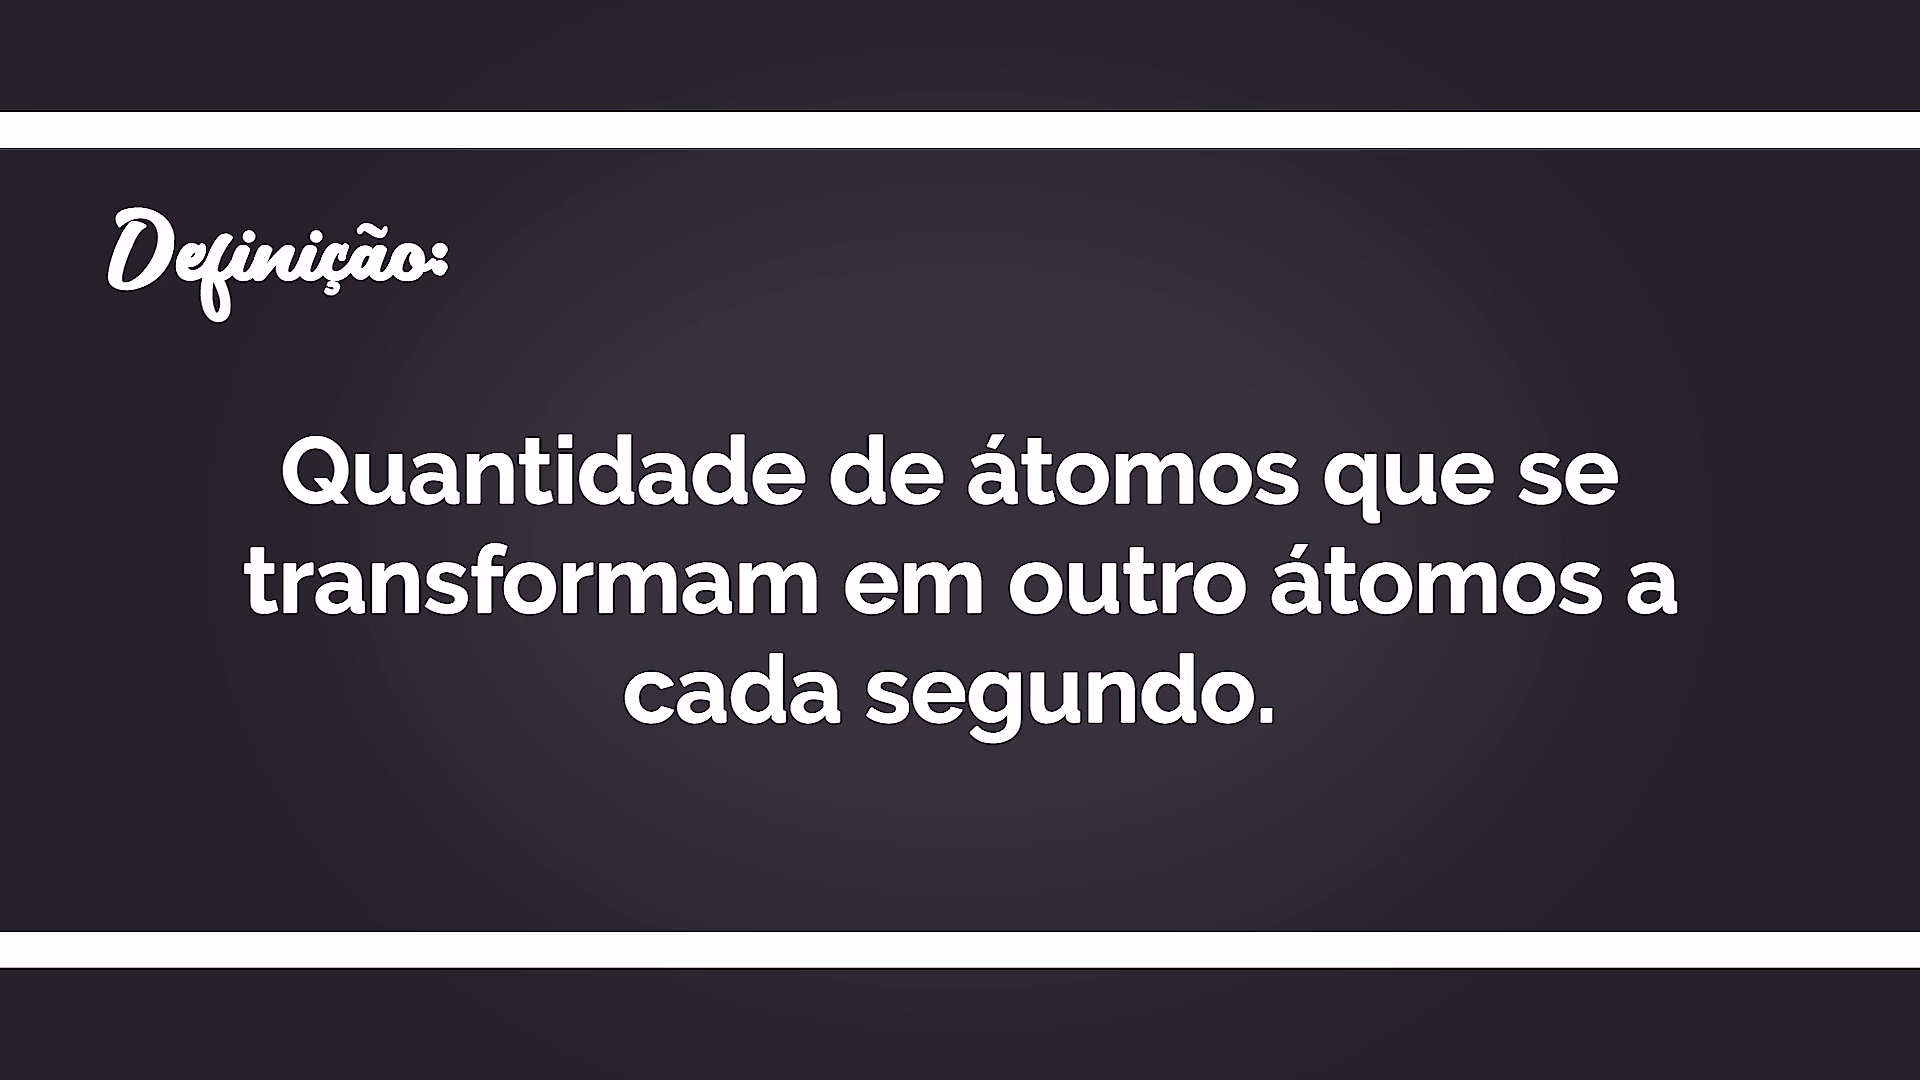 Definição:
Quantidade de átomos que se
transformam em outro átomos a
cada segundo.